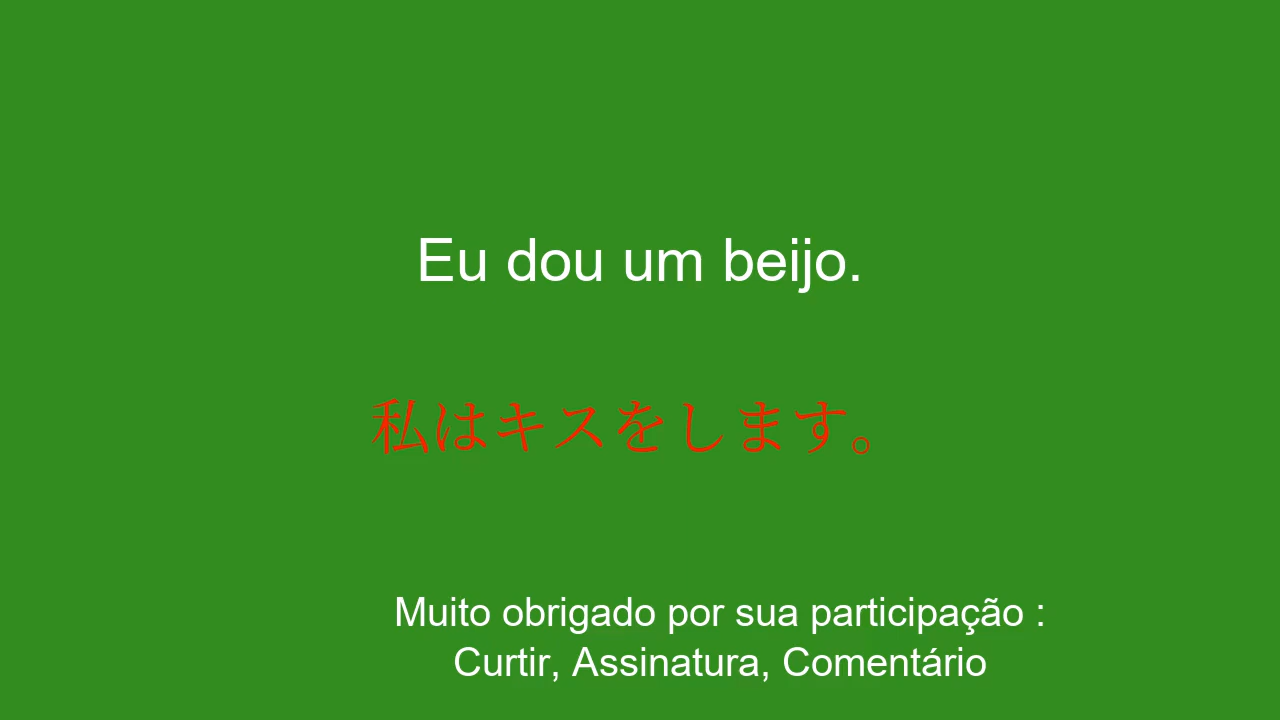 Eu dou um beijo.
私はキスをします。
Muito obrigado por sua participação :
Curtir, Assinatura, Comentário